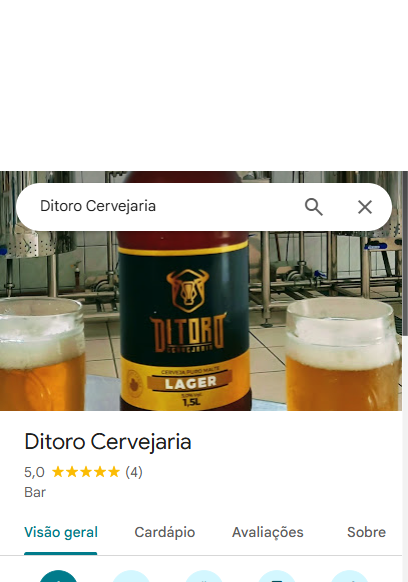 Ditoro Cervejaria
DITORO
CERVEJARIA
CERVEJA PURO MALTE
LAGER
1,5L
Ditoro Cervejaria
5,0 (4)
Bar
Visão geral Cardápio Avaliações Sobre